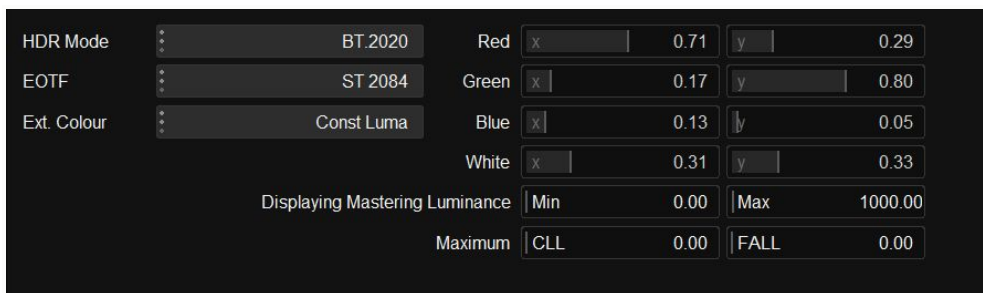 HDR Mode BT.2020 Red x 0.71 y 0.29
EOTF ST 2084 Green x 0.17 y 0.80
Ext. Colour Const Luma Blue x 0.13 y 0.05
White x 0.31 y 0.33
Displaying Mastering Luminance Min 0.00 Max 1000.00
Maximum CLL 0.00 FALL 0.00